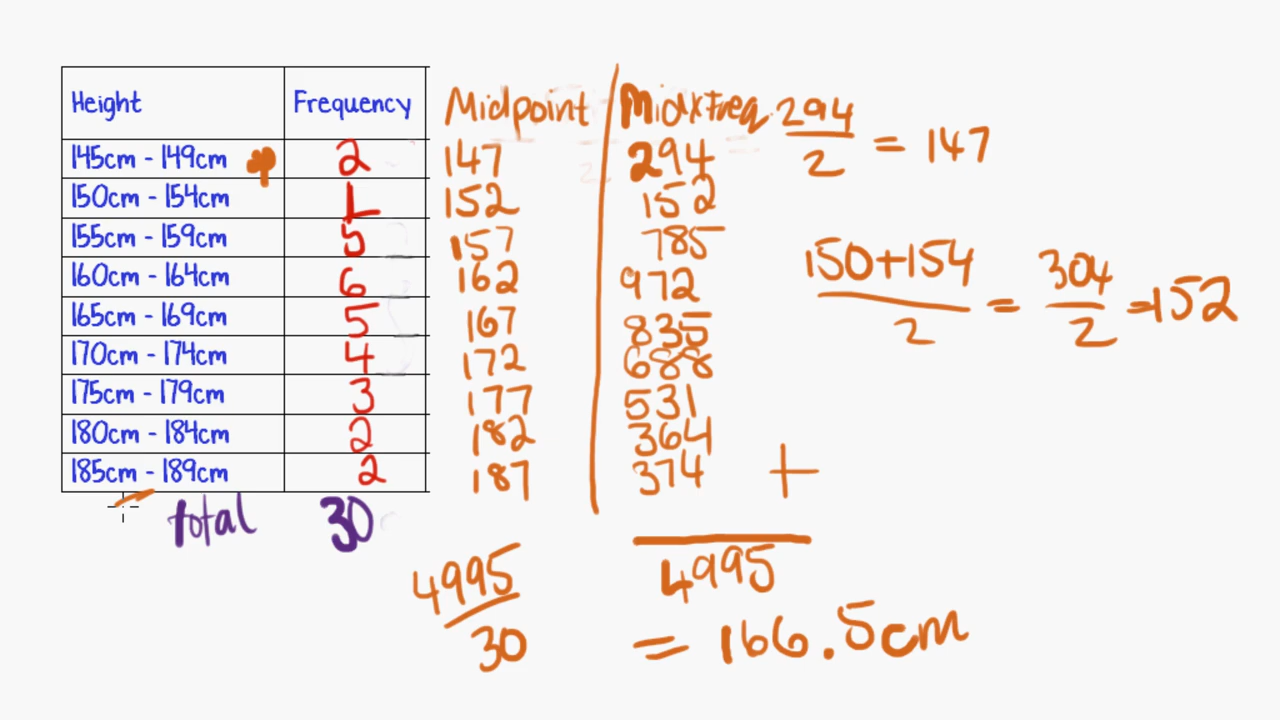 Height Frequency Midpoint MidxFreq
145cm - 149cm 2 147 294
150cm - 154cm 1 152 152
155cm - 159cm 5 157 785
160cm - 164cm 6 162 972
165cm - 169cm 5 167 835
170cm - 174cm 4 172 688
175cm - 179cm 3 177 531
180cm - 184cm 2 182 364
185cm - 189cm 2 187 374 +
total 30
4995
4995
30
= 166.5cm
294
2
= 147
150+154
2
=
304
2
=152